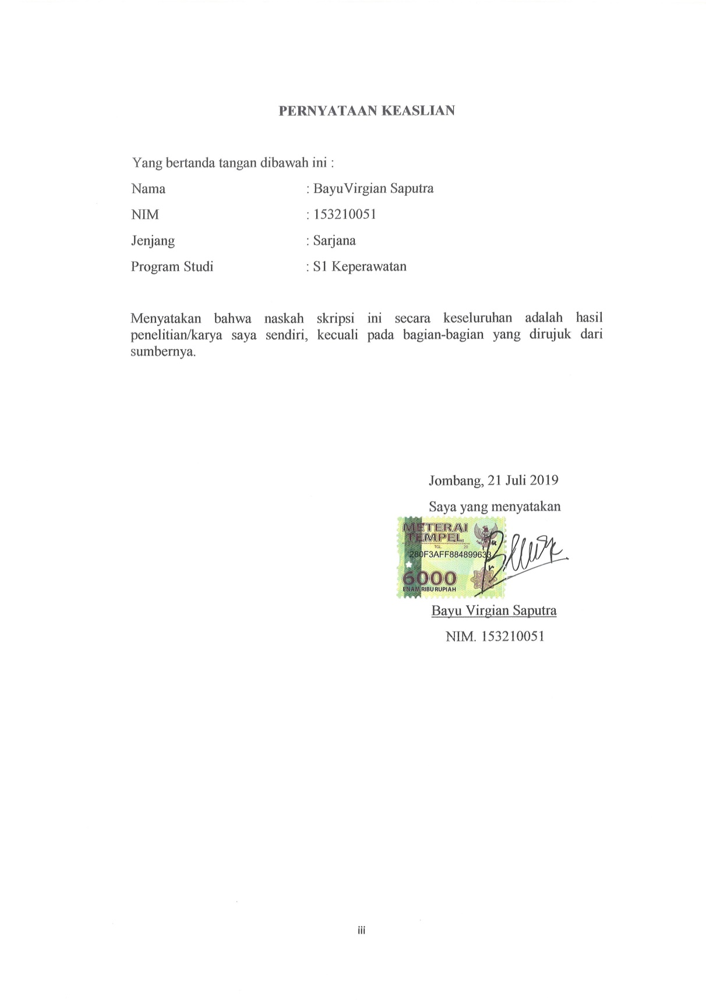 PERNYATAAN KEASLIAN
Yang bertanda tangan dibawah ini :
Nama : BayuVirgian Saputra
NIM : 153210051
Jenjang : Sarjana
Program Studi : S1 Keperawatan
Menyatakan bahwa naskah skripsi ini secara keseluruhan adalah hasil
penelitian/karya saya sendiri, kecuali pada bagian-bagian yang dirujuk dari
sumbernya.
Jombang, 21 Juli 2019
Saya yang menyatakan
METERAI
TEMPEL
TGL. 20
280F3AFF884899633
6000
ENAM RIBU RUPIAH
Bayu Virgian Saputra
NIM. 153210051
iii